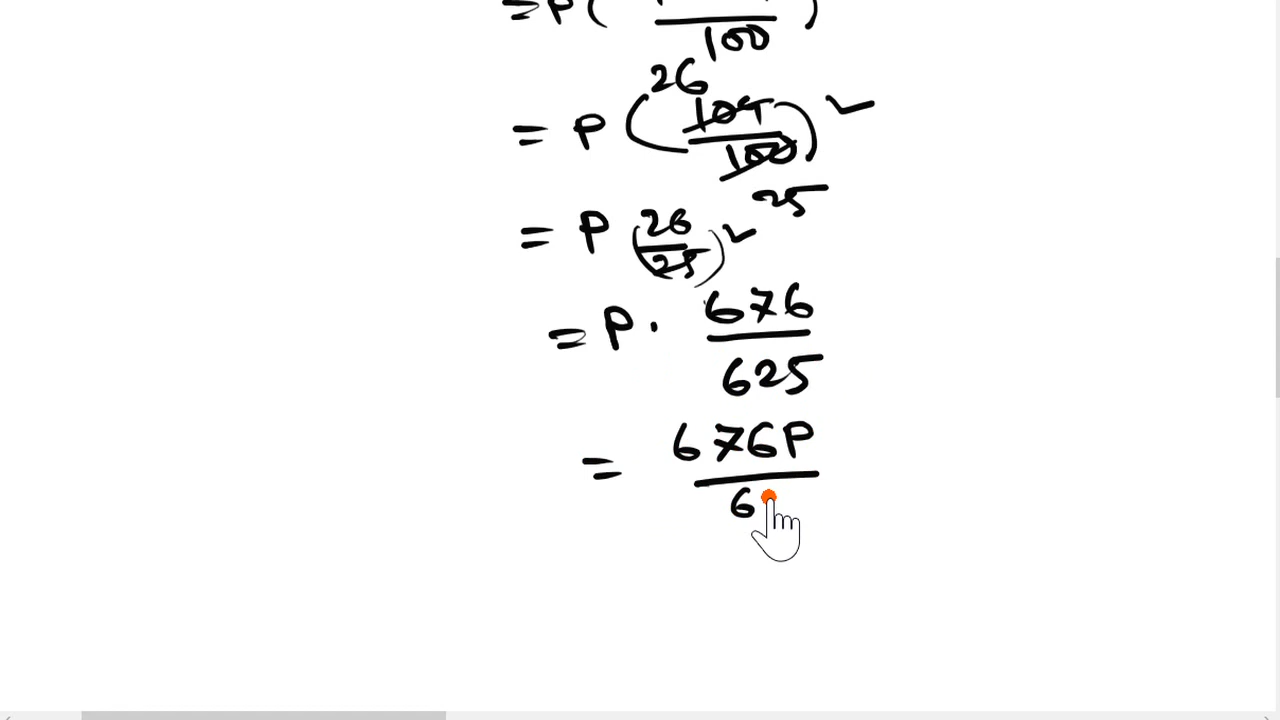 = P (        )
100
26
= P ( 104 / 100 )²
25
= P ( 26 / 25 )²
= P · 676 / 625
= 676P / 6